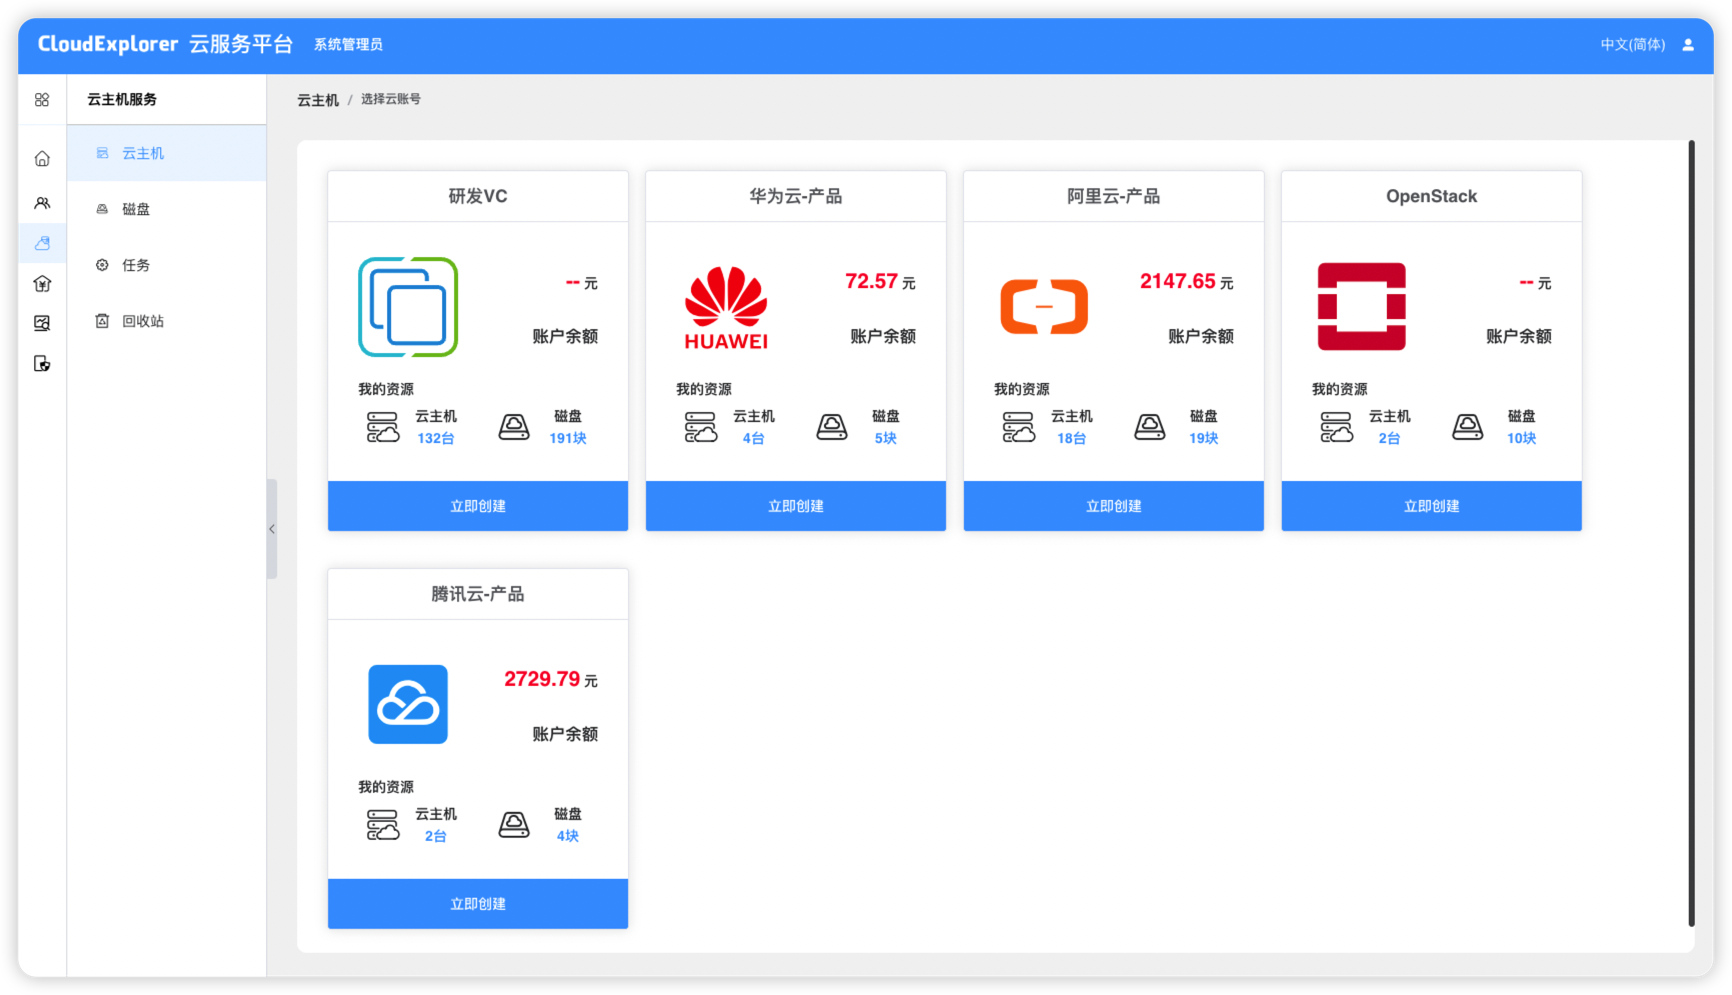 CloudExplorer 云服务平台 系统管理员 中文(简体)
云主机服务
云主机
磁盘
任务
回收站
云主机 / 选择云账号
研发VC
-- 元
账户余额
我的资源
云主机 磁盘
132台 191块
立即创建
华为云-产品
HUAWEI
72.57 元
账户余额
我的资源
云主机 磁盘
4台 5块
立即创建
阿里云-产品
2147.65 元
账户余额
我的资源
云主机 磁盘
18台 19块
立即创建
OpenStack
-- 元
账户余额
我的资源
云主机 磁盘
2台 10块
立即创建
腾讯云-产品
2729.79 元
账户余额
我的资源
云主机 磁盘
2台 4块
立即创建